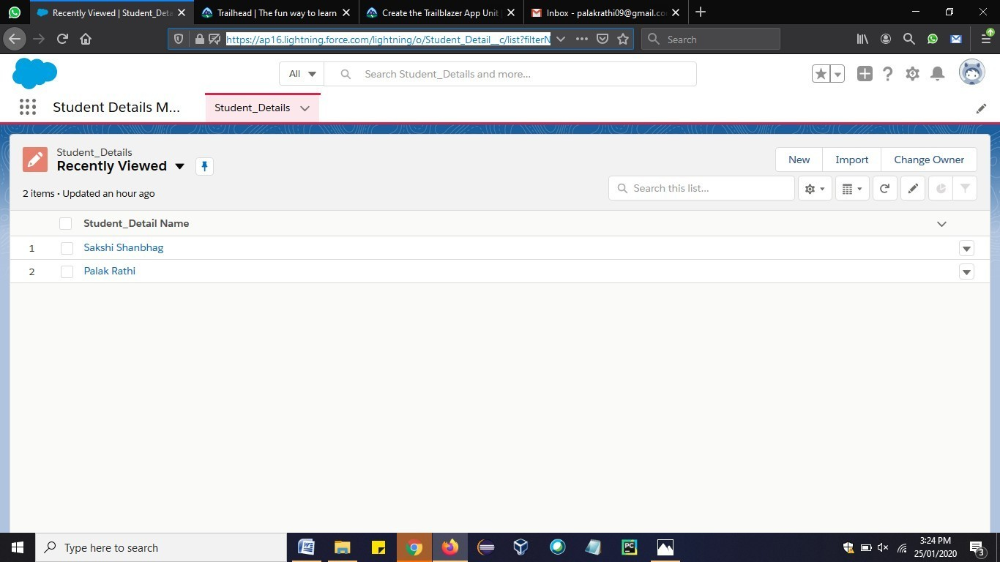 Recently Viewed | Student_Deta
Trailhead | The fun way to learn
Create the Trailblazer App Unit
Inbox - palakrathi09@gmail.co
https://ap16.lightning.force.com/lightning/o/Student_Detail__c/list?filterN
Search
All
Search Student_Details and more...
Student Details M...
Student_Details
Student_Details
Recently Viewed
New
Import
Change Owner
2 items • Updated an hour ago
Search this list...
Student_Detail Name
1 Sakshi Shanbhag
2 Palak Rathi
Type here to search
3:24 PM
25/01/2020
3